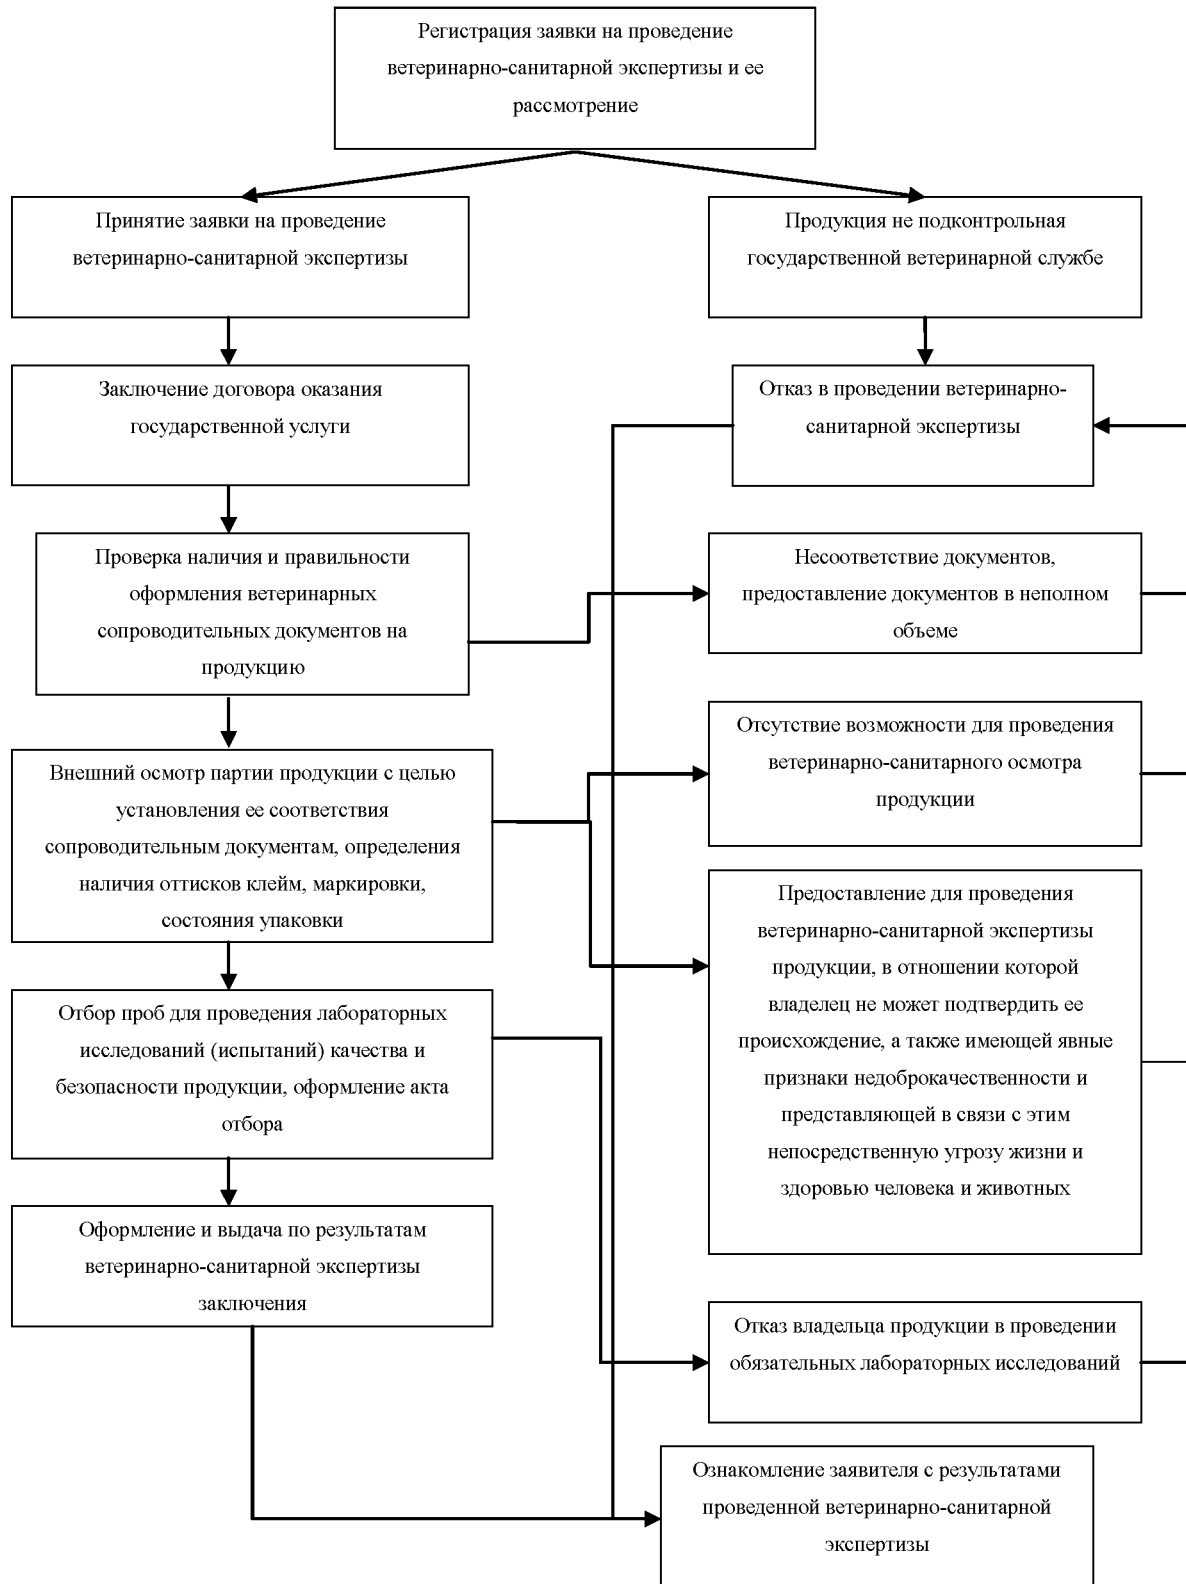 Регистрация заявки на проведение
ветеринарно-санитарной экспертизы и ее
рассмотрение
Принятие заявки на проведение
ветеринарно-санитарной экспертизы
Продукция не подконтрольная
государственной ветеринарной службе
Заключение договора оказания
государственной услуги
Отказ в проведении ветеринарно-
санитарной экспертизы
Проверка наличия и правильности
оформления ветеринарных
сопроводительных документов на
продукцию
Несоответствие документов,
предоставление документов в неполном
объеме
Внешний осмотр партии продукции с целью
установления ее соответствия
сопроводительным документам, определения
наличия оттисков клейм, маркировки,
состояния упаковки
Отсутствие возможности для проведения
ветеринарно-санитарного осмотра
продукции
Предоставление для проведения
ветеринарно-санитарной экспертизы
продукции, в отношении которой
владелец не может подтвердить ее
происхождение, а также имеющей явные
признаки недоброкачественности и
представляющей в связи с этим
непосредственную угрозу жизни и
здоровью человека и животных
Отбор проб для проведения лабораторных
исследований (испытаний) качества и
безопасности продукции, оформление акта
отбора
Оформление и выдача по результатам
ветеринарно-санитарной экспертизы
заключения
Отказ владельца продукции в проведении
обязательных лабораторных исследований
Ознакомление заявителя с результатами
проведенной ветеринарно-санитарной
экспертизы